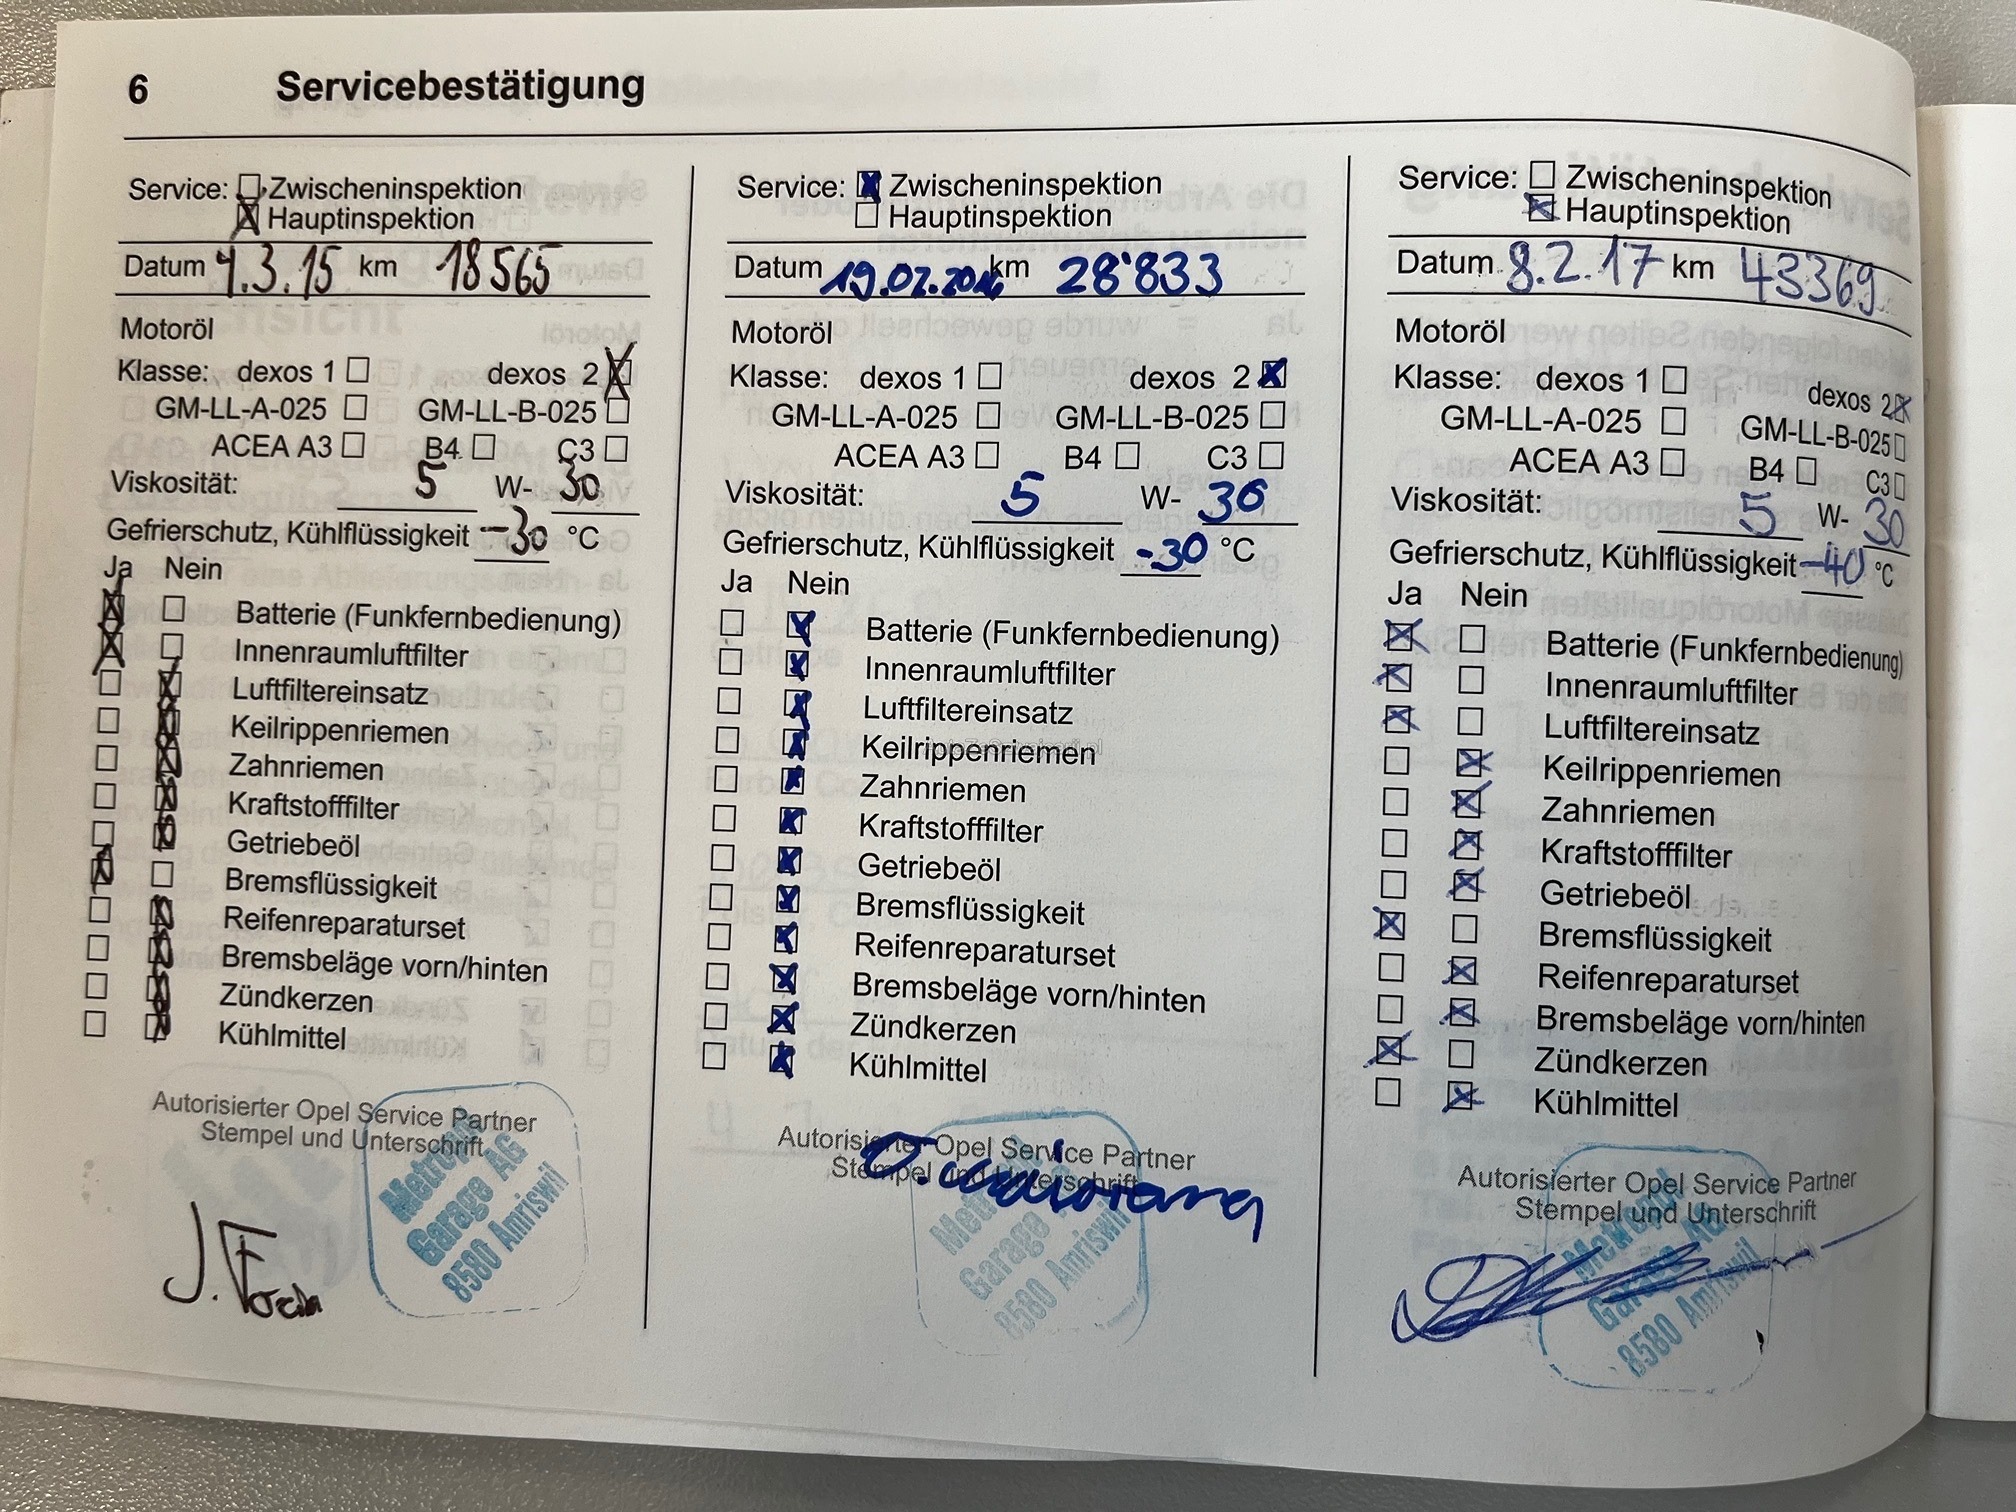 6 Servicebestätigung
Service: Zwischeninspektion
Hauptinspektion
Datum 4.3.15 km 18565
Motoröl
Klasse: dexos 1 dexos 2
GM-LL-A-025 GM-LL-B-025
ACEA A3 B4 C3
Viskosität: 5 W- 30
Gefrierschutz, Kühlflüssigkeit -30 °C
Ja Nein
Batterie (Funkfernbedienung)
Innenraumluftfilter
Luftfiltereinsatz
Keilrippenriemen
Zahnriemen
Kraftstofffilter
Getriebeöl
Bremsflüssigkeit
Reifenreparaturset
Bremsbeläge vorn/hinten
Zündkerzen
Kühlmittel
Autorisierter Opel Service Partner
Stempel und Unterschrift
Metropol
Garage AG
8580 Amriswil
Service: Zwischeninspektion
Hauptinspektion
Datum 19.02.2016 km 28'833
Motoröl
Klasse: dexos 1 dexos 2
GM-LL-A-025 GM-LL-B-025
ACEA A3 B4 C3
Viskosität: 5 W- 30
Gefrierschutz, Kühlflüssigkeit -30 °C
Ja Nein
Batterie (Funkfernbedienung)
Innenraumluftfilter
Luftfiltereinsatz
Keilrippenriemen
Zahnriemen
Kraftstofffilter
Getriebeöl
Bremsflüssigkeit
Reifenreparaturset
Bremsbeläge vorn/hinten
Zündkerzen
Kühlmittel
Autorisierter Opel Service Partner
Stempel und Unterschrift
Metropol
Garage AG
8580 Amriswil
Service: Zwischeninspektion
Hauptinspektion
Datum 8.2.17 km 43369
Motoröl
Klasse: dexos 1 dexos 2
GM-LL-A-025 GM-LL-B-025
ACEA A3 B4 C3
Viskosität: 5 W- 30
Gefrierschutz, Kühlflüssigkeit -40 °C
Ja Nein
Batterie (Funkfernbedienung)
Innenraumluftfilter
Luftfiltereinsatz
Keilrippenriemen
Zahnriemen
Kraftstofffilter
Getriebeöl
Bremsflüssigkeit
Reifenreparaturset
Bremsbeläge vorn/hinten
Zündkerzen
Kühlmittel
Autorisierter Opel Service Partner
Stempel und Unterschrift
Metropol
Garage AG
8580 Amriswil